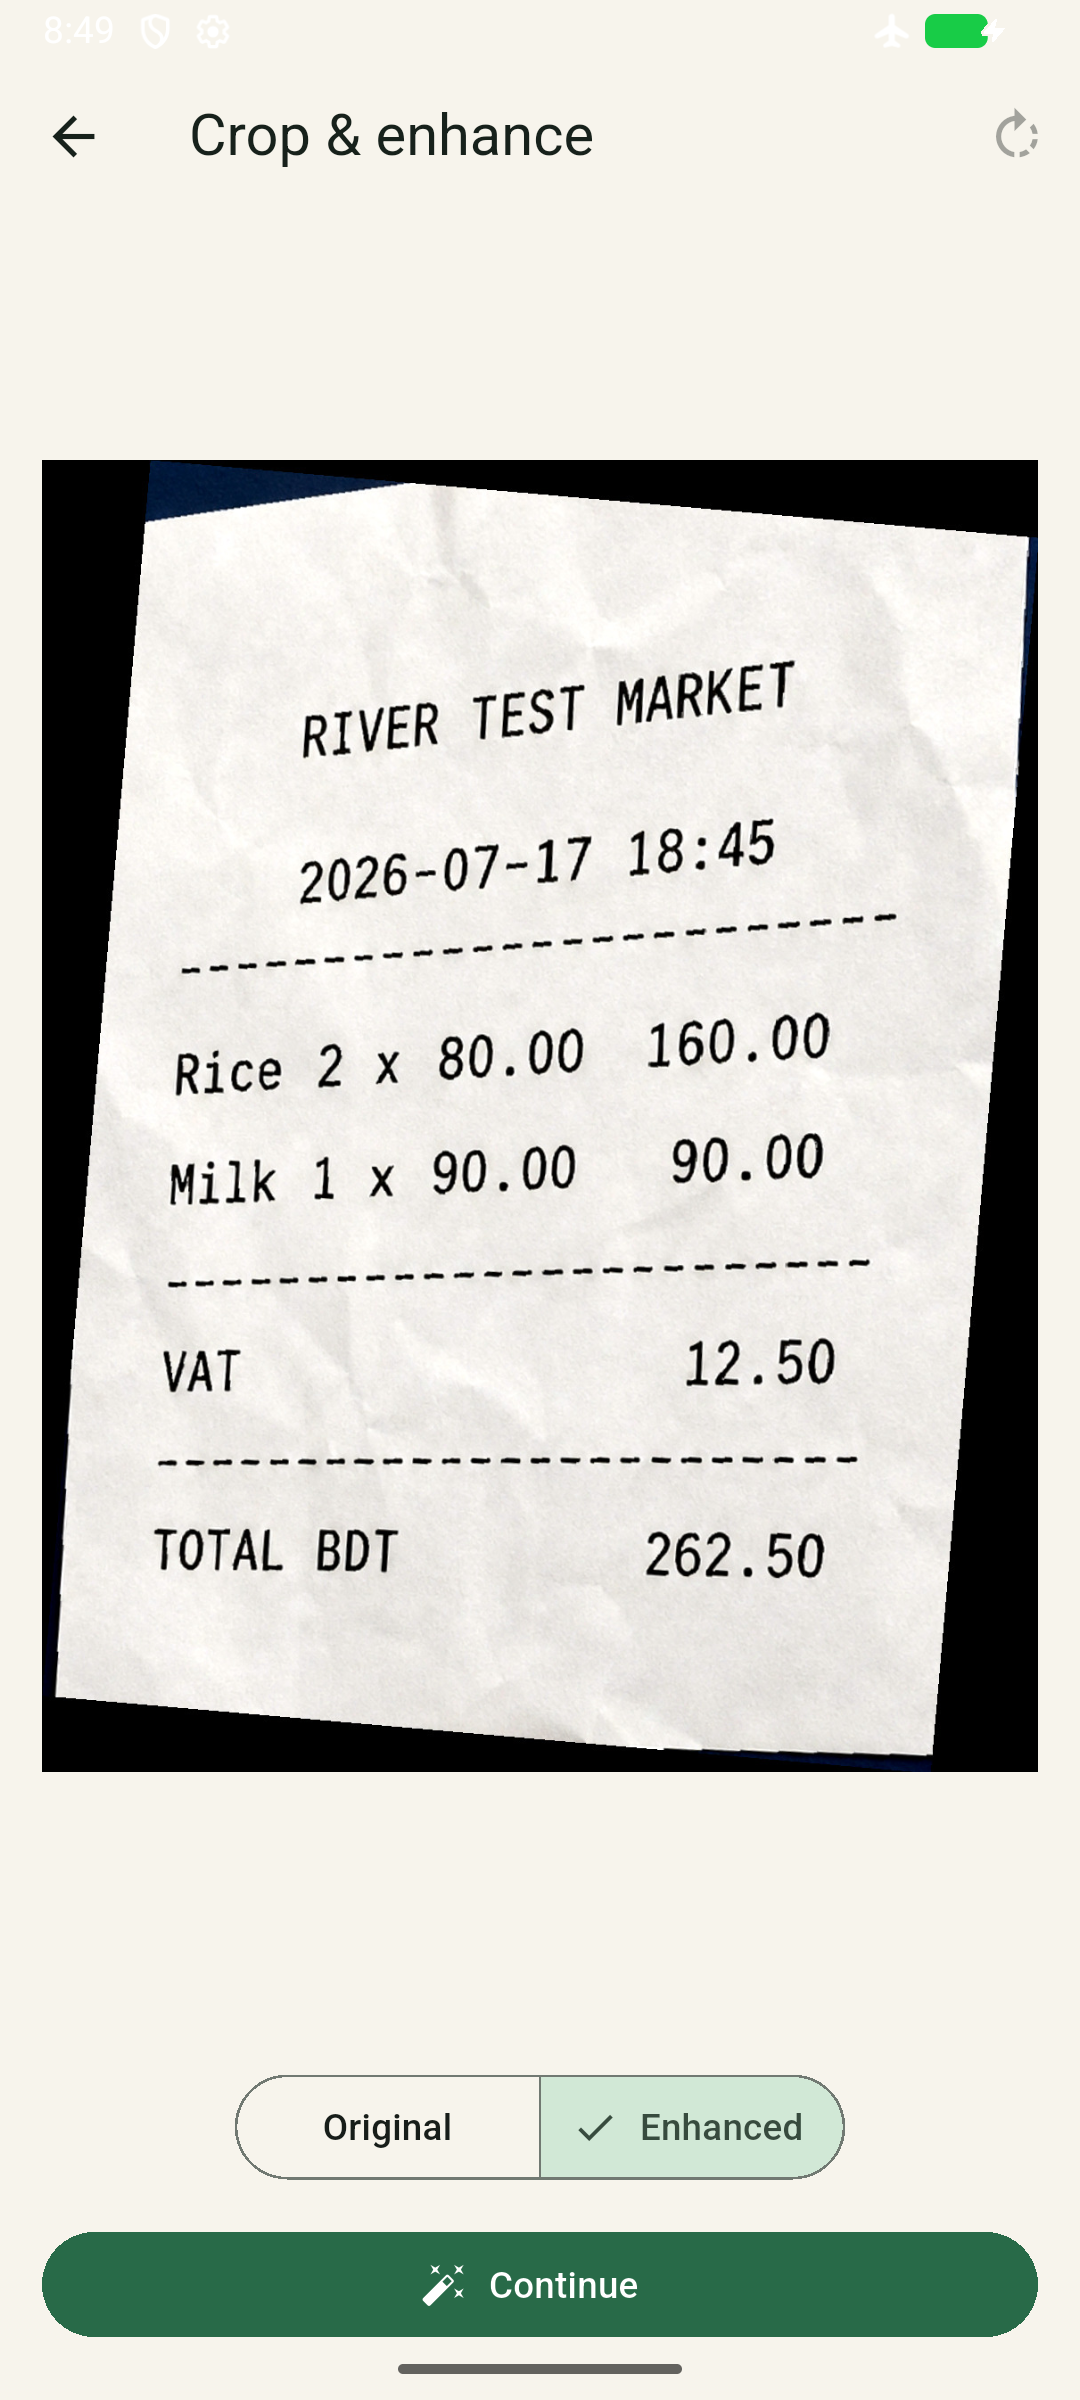 8:49
Crop & enhance
RIVER TEST MARKET
2026-07-17 18:45
------------------------
Rice 2 x 80.00 160.00
Milk 1 x 90.00 90.00
------------------------
VAT 12.50
------------------------
TOTAL BDT 262.50
Original Enhanced
Continue